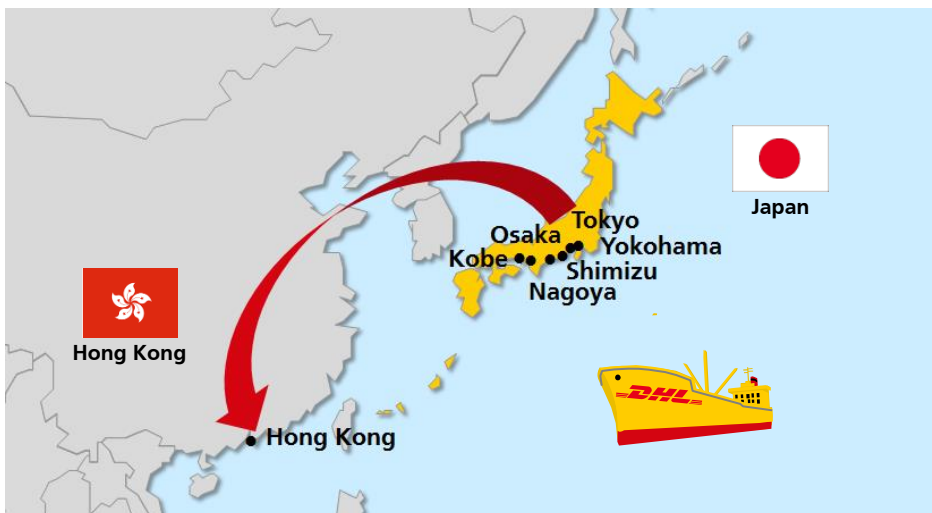 Japan
Tokyo
Osaka
Yokohama
Kobe
Shimizu
Nagoya
Hong Kong
DHL
Hong Kong